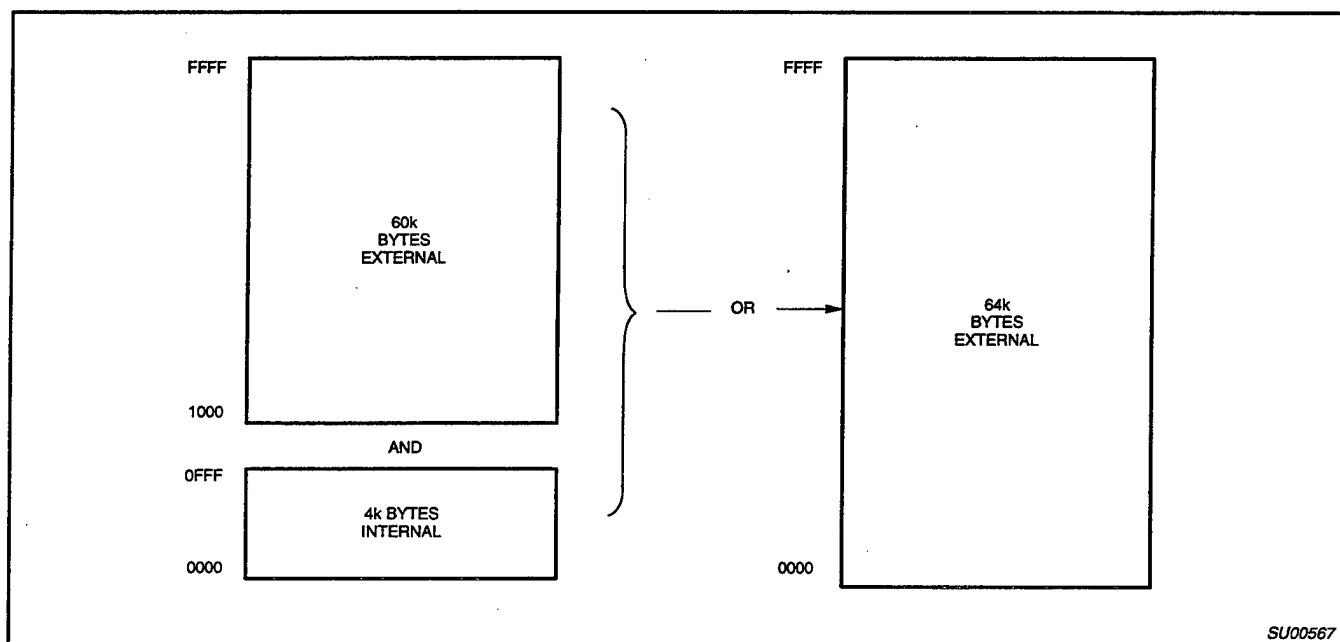 FFFF
60k
BYTES
EXTERNAL
1000
AND
0FFF
4k BYTES
INTERNAL
0000
OR
FFFF
64k
BYTES
EXTERNAL
0000
SU00567